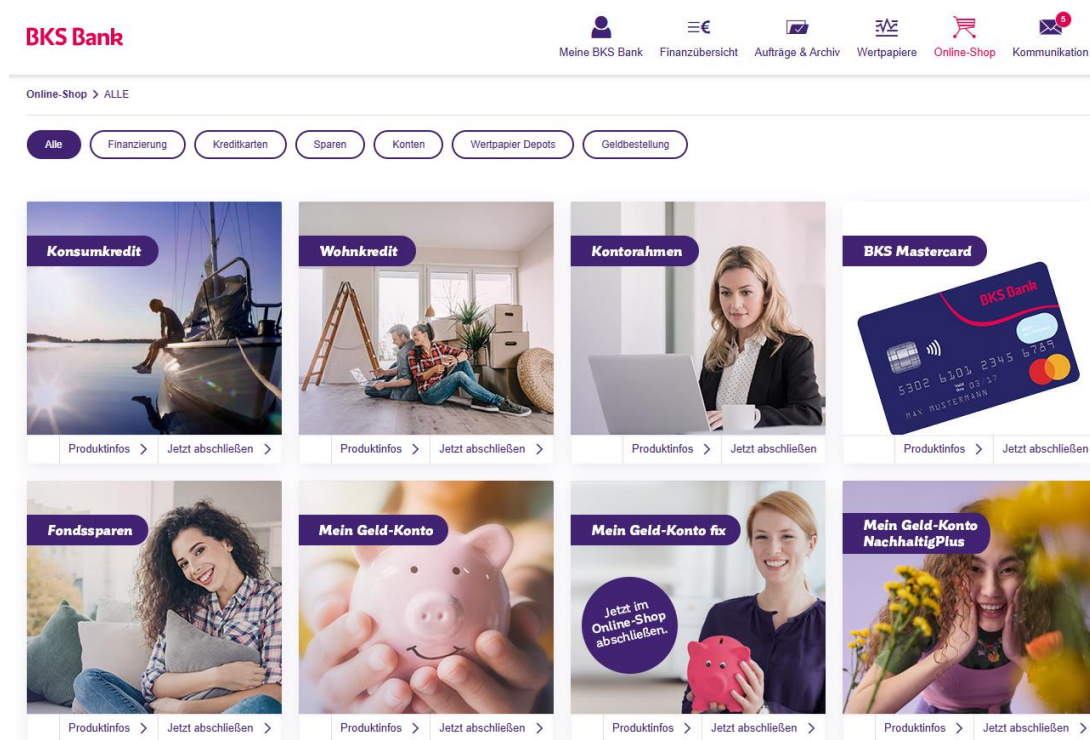 BKS Bank
5
Meine BKS Bank
Finanzübersicht
Aufträge & Archiv
Wertpapiere
Online-Shop
Kommunikation
Online-Shop > ALLE
Alle
Finanzierung
Kreditkarten
Sparen
Konten
Wertpapier Depots
Geldbestellung
Konsumkredit
Wohnkredit
Kontorahmen
BKS Mastercard
BKS Bank
5302 6101 2345 6789
03/17
MAX MUSTERMANN
Produktinfos >
Jetzt abschließen >
Produktinfos >
Jetzt abschließen >
Produktinfos >
Jetzt abschließen
Produktinfos >
Jetzt abschließen
Fondssparen
Mein Geld-Konto
Mein Geld-Konto fix
Jetzt im
Online-Shop
abschließen.
Mein Geld-Konto
NachhaltigPlus
Produktinfos >
Jetzt abschließen >
Produktinfos >
Jetzt abschließen >
Produktinfos >
Jetzt abschließen >
Produktinfos >
Jetzt abschließen >